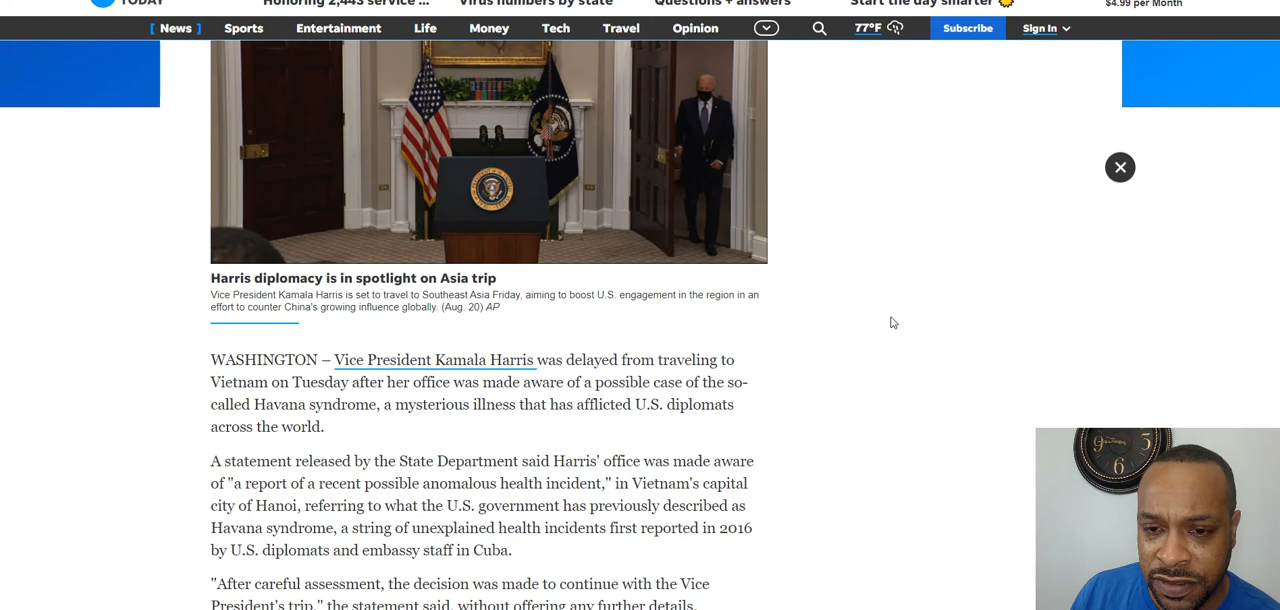 TODAY
Honoring 2,443 service ...
Virus numbers by state
Questions + answers
Start the day smarter
$4.99 per Month
[ News ] Sports Entertainment Life Money Tech Travel Opinion 77°F Subscribe Sign In
Harris diplomacy is in spotlight on Asia trip
Vice President Kamala Harris is set to travel to Southeast Asia Friday, aiming to boost U.S. engagement in the region in an
effort to counter China's growing influence globally. (Aug. 20) AP
WASHINGTON – Vice President Kamala Harris was delayed from traveling to
Vietnam on Tuesday after her office was made aware of a possible case of the so-
called Havana syndrome, a mysterious illness that has afflicted U.S. diplomats
across the world.
A statement released by the State Department said Harris' office was made aware
of "a report of a recent possible anomalous health incident," in Vietnam's capital
city of Hanoi, referring to what the U.S. government has previously described as
Havana syndrome, a string of unexplained health incidents first reported in 2016
by U.S. diplomats and embassy staff in Cuba.
"After careful assessment, the decision was made to continue with the Vice
President's trip," the statement said, without offering any further details.
9 3
6